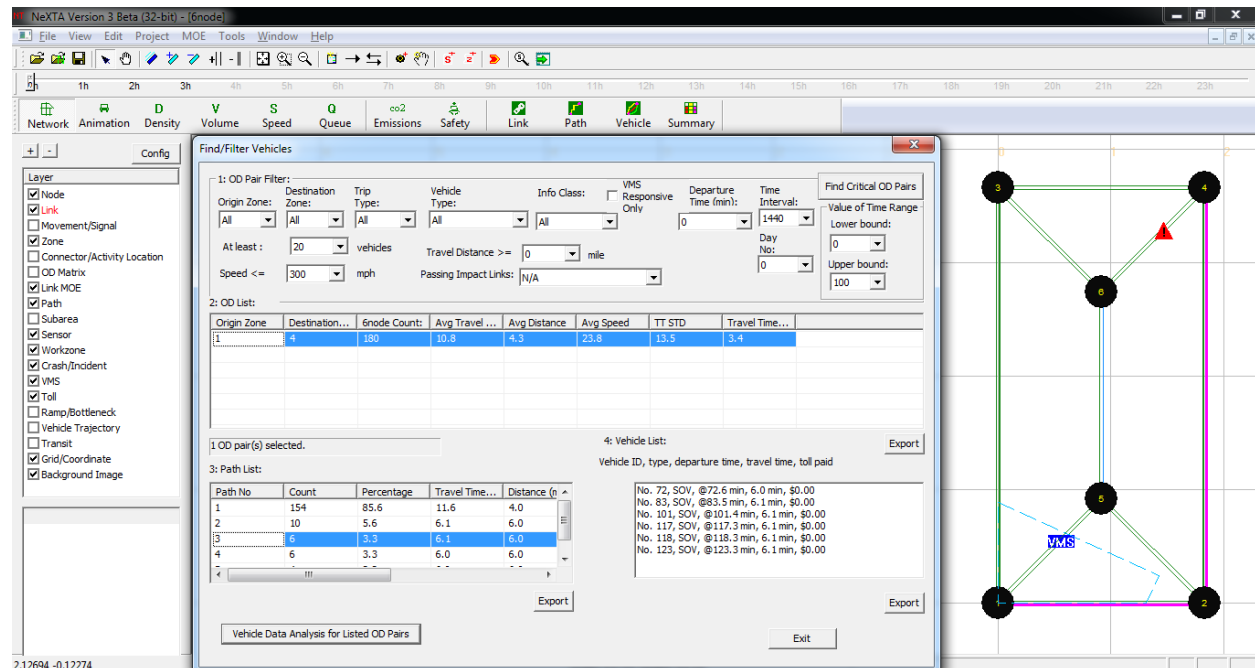 NeXTA Version 3 Beta (32-bit) - [6node]
File View Edit Project MOE Tools Window Help
0h 1h 2h 3h 4h 5h 6h 7h 8h 9h 10h 11h 12h 13h 14h 15h 16h 17h 18h 19h 20h 21h 22h 23h
D V S Q co2
Network Animation Density Volume Speed Queue Emissions Safety Link Path Vehicle Summary
+ - Config
Layer
Node
Link
Movement/Signal
Zone
Connector/Activity Location
OD Matrix
Link MOE
Path
Subarea
Sensor
Workzone
Crash/Incident
VMS
Toll
Ramp/Bottleneck
Vehicle Trajectory
Transit
Grid/Coordinate
Background Image
Find/Filter Vehicles
1: OD Pair Filter:
Origin Zone: Destination Zone: Trip Type: Vehicle Type: Info Class: VMS Responsive Only Departure Time (min): Time Interval:
All All All All All 0 1440
At least : 20 vehicles Travel Distance >= 0 mile Day No: 0
Speed <= 300 mph Passing Impact Links: N/A
Find Critical OD Pairs
Value of Time Range
Lower bound:
0
Upper bound:
100
2: OD List:
Origin Zone Destination... 6node Count: Avg Travel ... Avg Distance Avg Speed TT STD Travel Time...
1 4 180 10.8 4.3 23.8 13.5 3.4
1 OD pair(s) selected.
Export
3: Path List:
Path No Count Percentage Travel Time... Distance (m
1 154 85.6 11.6 4.0
2 10 5.6 6.1 6.0
3 6 3.3 6.1 6.0
4 6 3.3 6.0 6.0
Export
4: Vehicle List:
Vehicle ID, type, departure time, travel time, toll paid
No. 72, SOV, @72.6 min, 6.0 min, $0.00
No. 83, SOV, @83.5 min, 6.1 min, $0.00
No. 101, SOV, @101.4 min, 6.1 min, $0.00
No. 117, SOV, @117.3 min, 6.1 min, $0.00
No. 118, SOV, @118.3 min, 6.1 min, $0.00
No. 123, SOV, @123.3 min, 6.1 min, $0.00
Export
Vehicle Data Analysis for Listed OD Pairs
Exit
0 1 2
3 4
6
5
VMS
1 2
2.12694 -0.12274